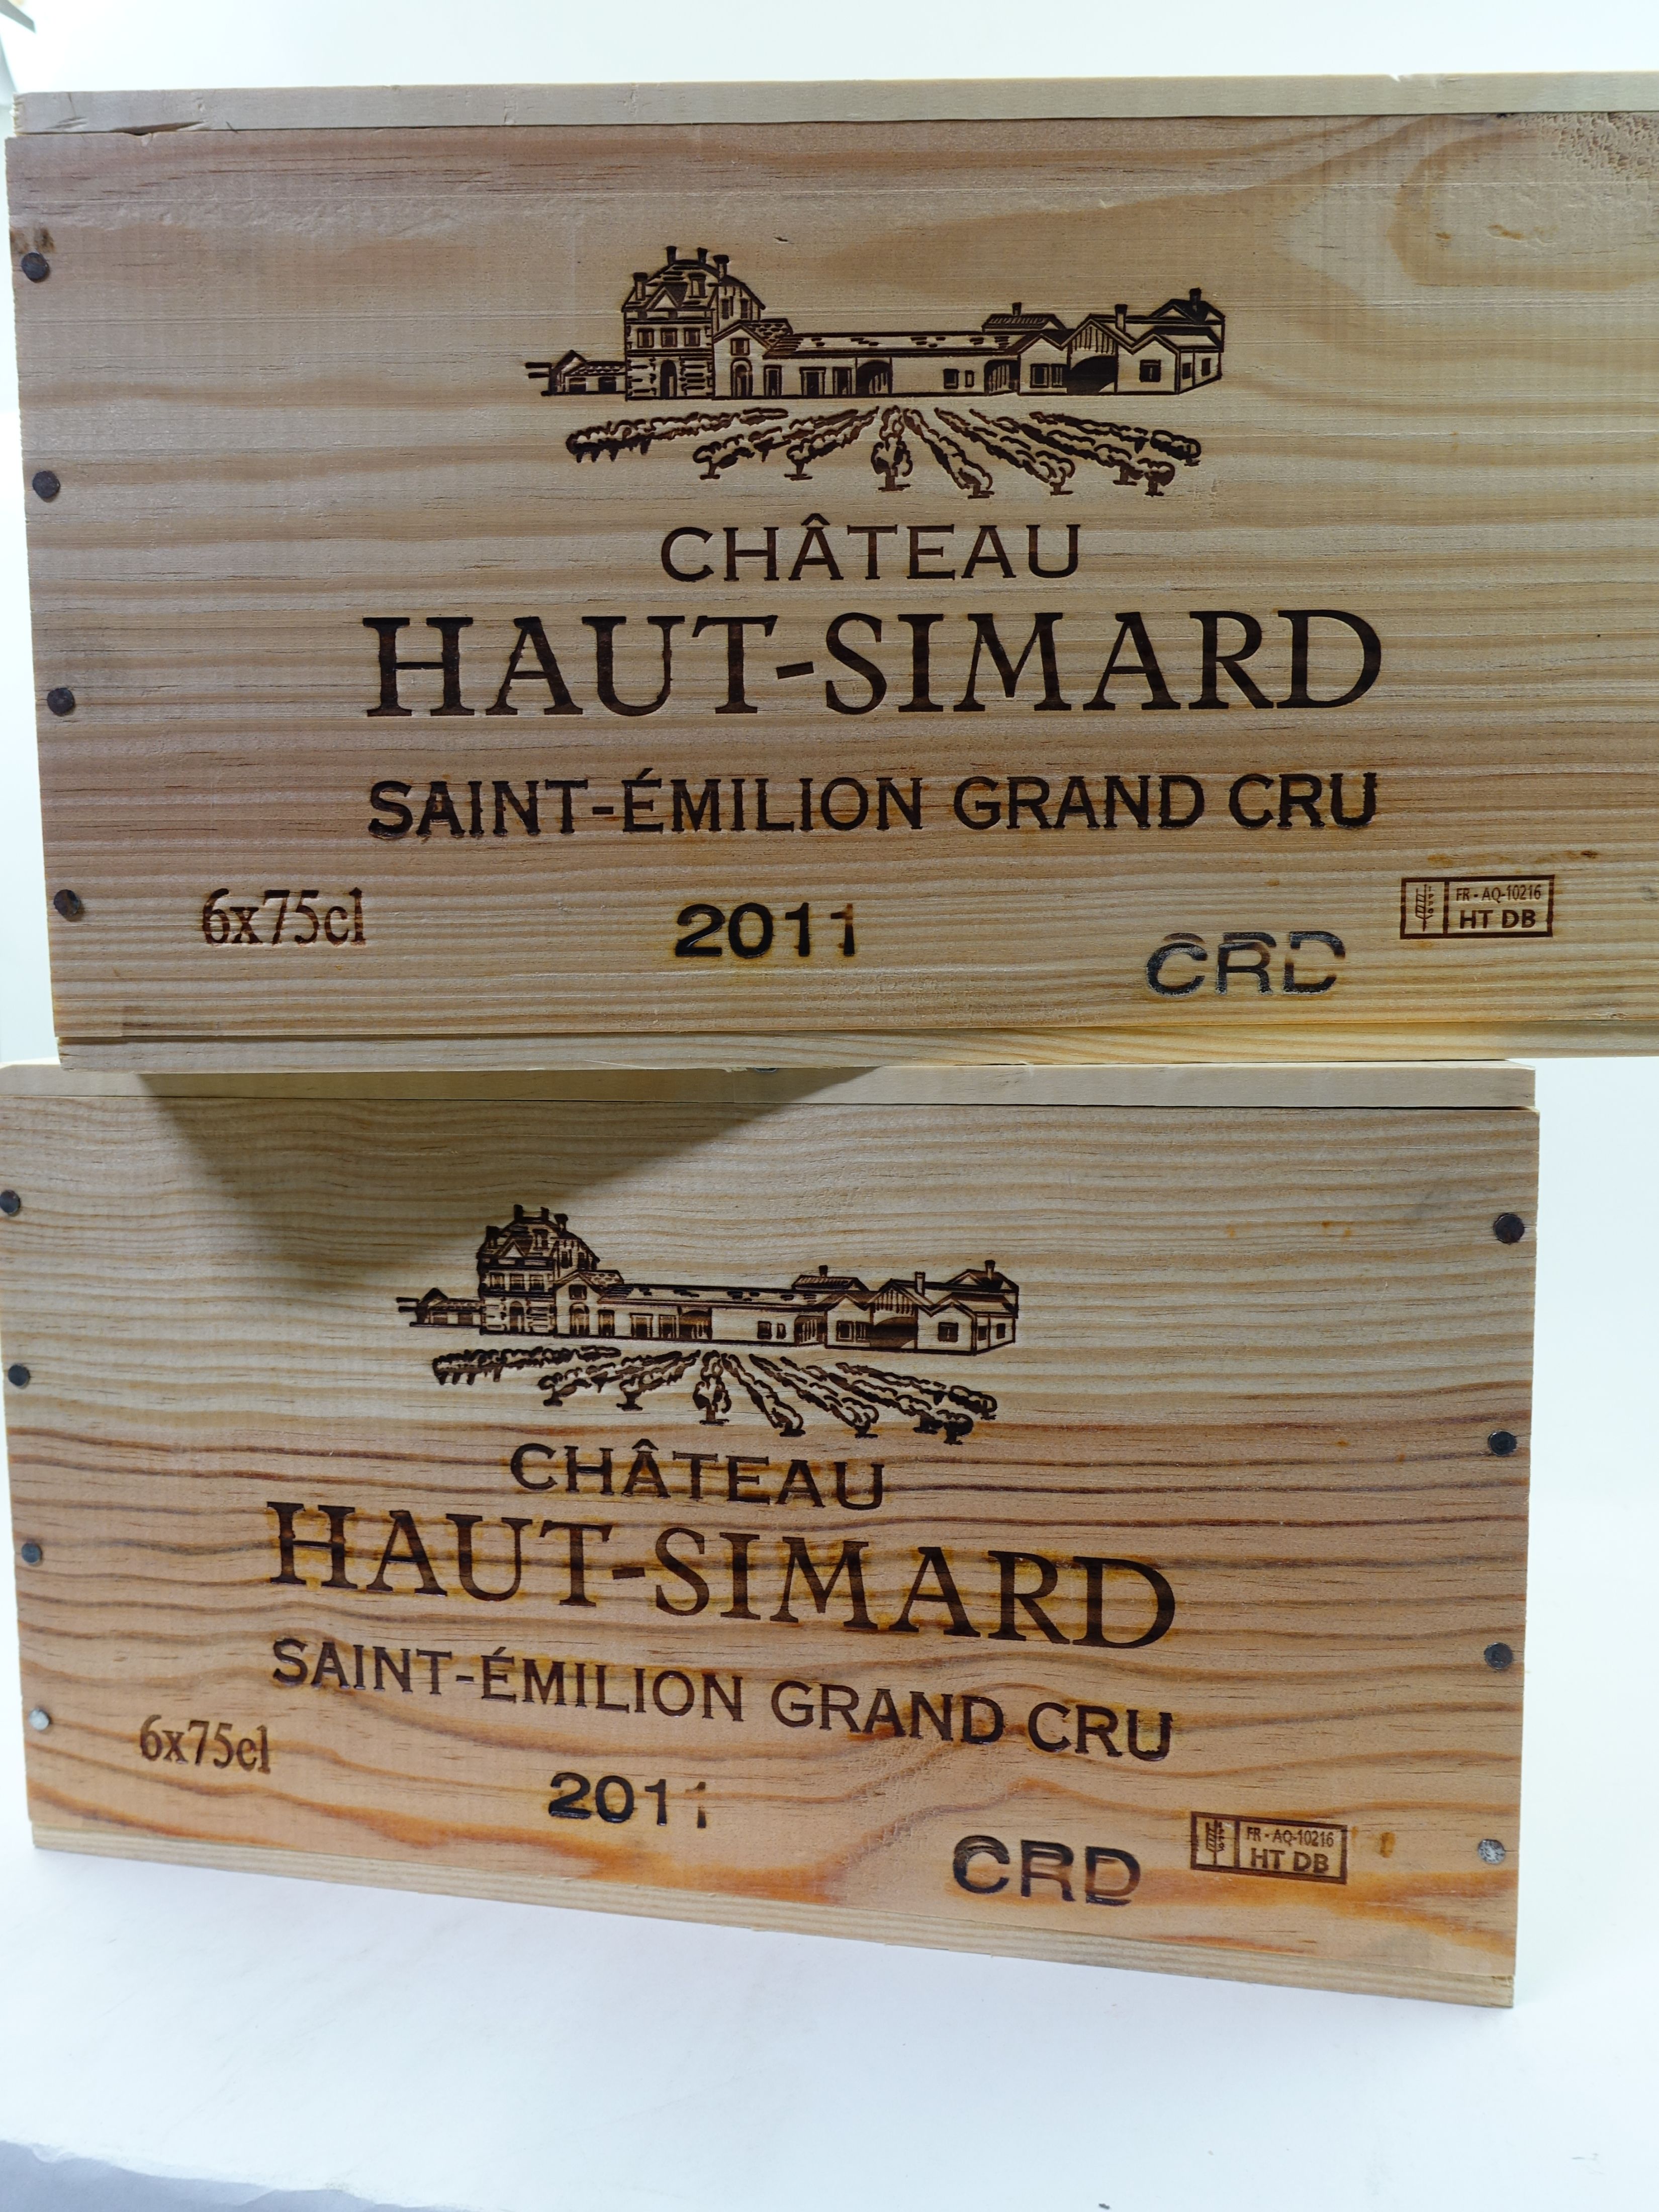 CHÂTEAU
HAUT-SIMARD
SAINT-ÉMILION GRAND CRU
6x75cl
2011
CRD
FR - AQ-10216
HT DB
CHÂTEAU
HAUT-SIMARD
SAINT-ÉMILION GRAND CRU
6x75cl
2011
CRD
FR - AQ-10216
HT DB